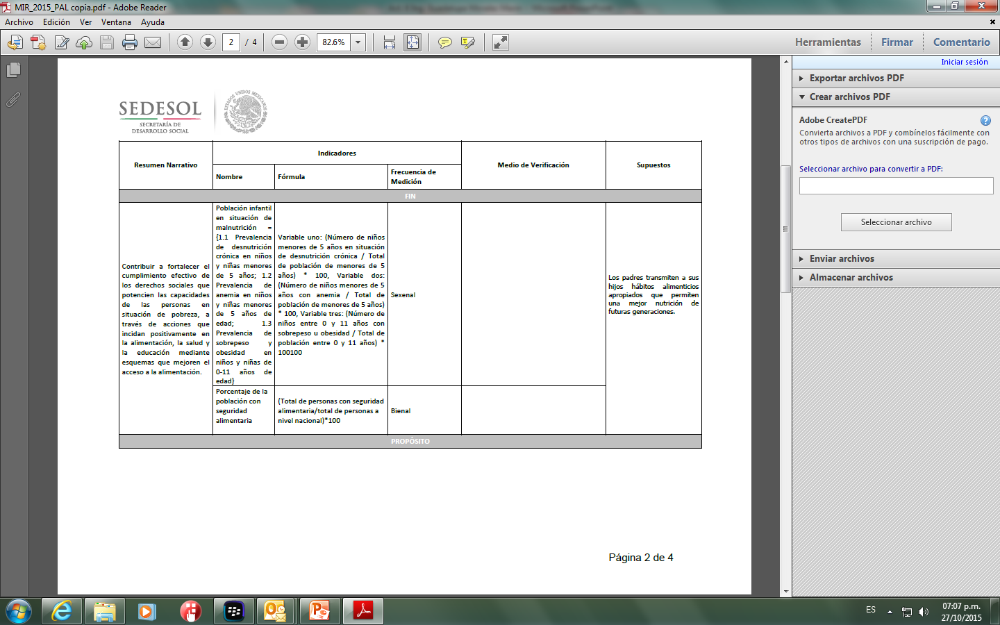 MIR_2015_PAL copia.pdf - Adobe Reader
Archivo Edición Ver Ventana Ayuda
2 / 4 82.6% Herramientas Firmar Comentario
Iniciar sesión
Exportar archivos PDF
Crear archivos PDF
Adobe CreatePDF
Convierta archivos a PDF y combínelos fácilmente con
otros tipos de archivos con una suscripción de pago.
Seleccionar archivo para convertir a PDF:
Seleccionar archivo
Enviar archivos
Almacenar archivos
SEDESOL
SECRETARÍA DE
DESARROLLO SOCIAL
ESTADOS UNIDOS MEXICANOS
Resumen Narrativo
Indicadores
Medio de Verificación
Supuestos
Nombre
Fórmula
Frecuencia de
Medición
FIN
Contribuir a fortalecer el
cumplimiento efectivo de
los derechos sociales que
potencien las capacidades
de las personas en
situación de pobreza, a
través de acciones que
incidan positivamente en
la alimentación, la salud y
la educación mediante
esquemas que mejoren el
acceso a la alimentación.
Población infantil
en situación de
malnutrición =
{1.1 Prevalencia
de desnutrición
crónica en niños
y niñas menores
de 5 años; 1.2
Prevalencia de
anemia en niños
y niñas menores
de 5 años de
edad; 1.3
Prevalencia de
sobrepeso y
obesidad en
niños y niñas de
0-11 años de
edad}
Variable uno: (Número de niños
menores de 5 años en situación
de desnutrición crónica / Total
de población de menores de 5
años) * 100, Variable dos:
(Número de niños menores de 5
años con anemia / Total de
población de menores de 5 años)
* 100, Variable tres: (Número de
niños entre 0 y 11 años con
sobrepeso u obesidad / Total de
población entre 0 y 11 años) *
100100
Sexenal
Los padres transmiten a sus
hijos hábitos alimenticios
apropiados que permiten
una mejor nutrición de
futuras generaciones.
Porcentaje de la
población con
seguridad
alimentaria
(Total de personas con seguridad
alimentaria/total de personas a
nivel nacional)*100
Bienal
PROPÓSITO
Página 2 de 4
ES
07:07 p.m.
27/10/2015